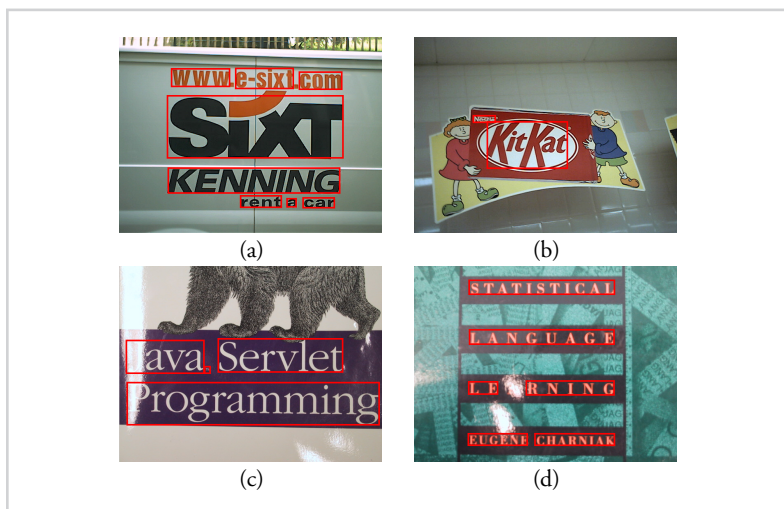 www.e-sixt.com
SIXT
KENNING
rent a car
Nestlé
KitKat
(a)
(b)
Java Servlet
Programming
STATISTICAL
LANGUAGE
LEARNING
EUGENE CHARNIAK
(c)
(d)